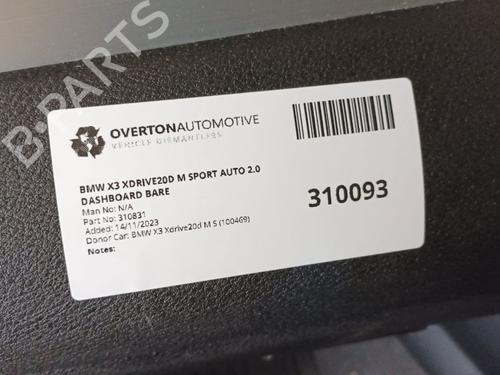 B-PARTS
OVERTONAUTOMOTIVE
VEHICLE DISMANTLERS
BMW X3 XDRIVE20D M SPORT AUTO 2.0
DASHBOARD BARE
Man No: N/A
Part No: 310831
Added: 14/11/2023
Donor Car: BMW X3 Xdrive20d M S (100469)
Notes:
310093